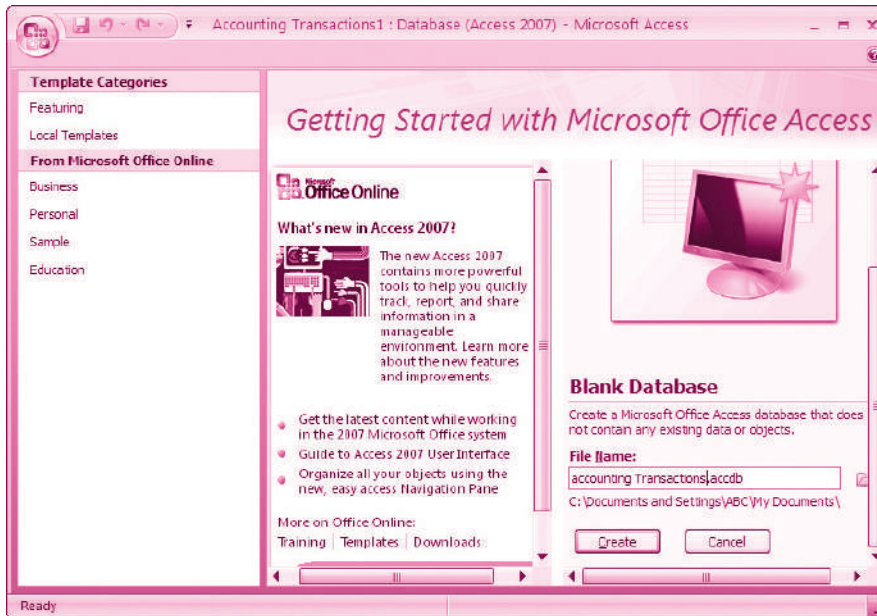 Accounting Transactions1 : Database (Access 2007) - Microsoft Access
Template Categories
Featuring
Local Templates
From Microsoft Office Online
Business
Personal
Sample
Education
Getting Started with Microsoft Office Access
Microsoft
Office Online
What's new in Access 2007?
The new Access 2007
contains more powerful
tools to help you quickly
track, report, and share
information in a
manageable
environment. Learn more
about the new features
and improvements.
Get the latest content while working
in the 2007 Microsoft Office system
Guide to Access 2007 User Interface
Organize all your objects using the
new, easy access Navigation Pane
More on Office Online:
Training | Templates | Downloads
Blank Database
Create a Microsoft Office Access database that does
not contain any existing data or objects.
File Name:
accounting Transactons.accdb
C:\Documents and Settings\ABC\My Documents\
Create
Cancel
Ready